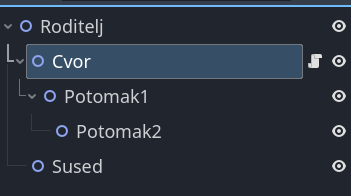 Roditelj
Cvor
Potomak1
Potomak2
Sused